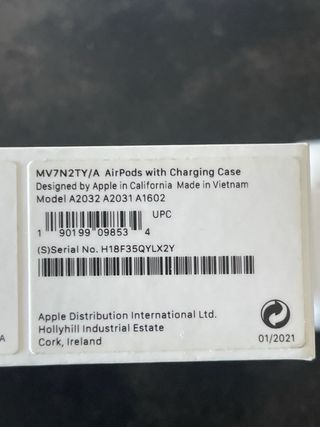 MV7N2TY/A AirPods with Charging Case
Designed by Apple in California Made in Vietnam
Model A2032 A2031 A1602
UPC
1 90199 09853 4
(S)Serial No. H18F35QYLX2Y
Apple Distribution International Ltd.
Hollyhill Industrial Estate
Cork, Ireland
01/2021
A